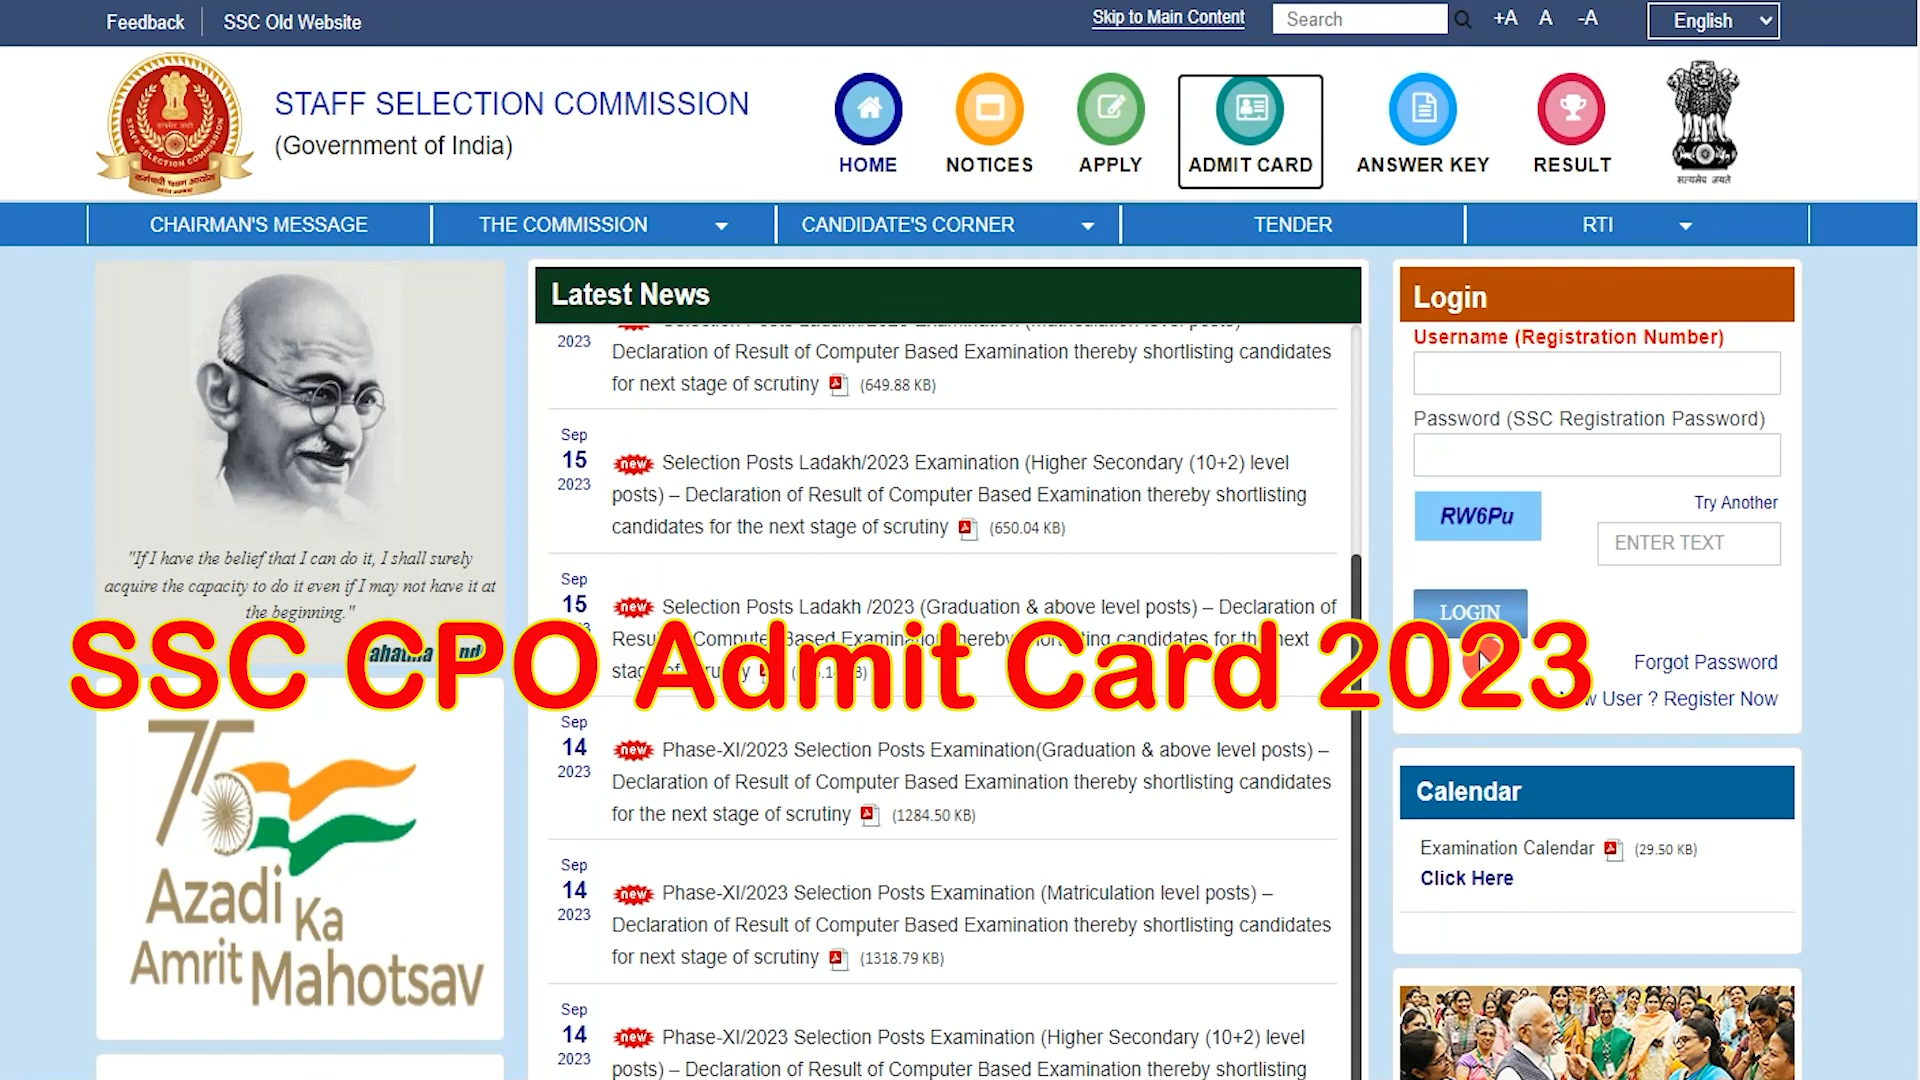 Feedback
SSC Old Website
Skip to Main Content
Search
+A A -A
English
STAFF SELECTION COMMISSION
(Government of India)
HOME
NOTICES
APPLY
ADMIT CARD
ANSWER KEY
RESULT
सत्यमेव जयते
CHAIRMAN'S MESSAGE
THE COMMISSION
CANDIDATE'S CORNER
TENDER
RTI
"If I have the belief that I can do it, I shall surely
acquire the capacity to do it even if I may not have it at
the beginning."
75
Azadi
Ka
Amrit
Mahotsav
Latest News
2023
Declaration of Result of Computer Based Examination thereby shortlisting candidates
for next stage of scrutiny (649.88 KB)
Sep
15
2023
new Selection Posts Ladakh/2023 Examination (Higher Secondary (10+2) level
posts) – Declaration of Result of Computer Based Examination thereby shortlisting
candidates for the next stage of scrutiny (650.04 KB)
Sep
15
new Selection Posts Ladakh /2023 (Graduation & above level posts) – Declaration of
Based candidates for next
SSC CPO Admit Card 2023
Sep
14
2023
new Phase-XI/2023 Selection Posts Examination(Graduation & above level posts) –
Declaration of Result of Computer Based Examination thereby shortlisting candidates
for the next stage of scrutiny (1284.50 KB)
Sep
14
2023
new Phase-XI/2023 Selection Posts Examination (Matriculation level posts) –
Declaration of Result of Computer Based Examination thereby shortlisting candidates
for next stage of scrutiny (1318.79 KB)
Sep
14
2023
new Phase-XI/2023 Selection Posts Examination (Higher Secondary (10+2) level
posts) – Declaration of Result of Computer Based Examination thereby shortlisting
Login
Username (Registration Number)
Password (SSC Registration Password)
RW6Pu
Try Another
ENTER TEXT
LOGIN
Forgot Password
User ? Register Now
Calendar
Examination Calendar (29.50 KB)
Click Here